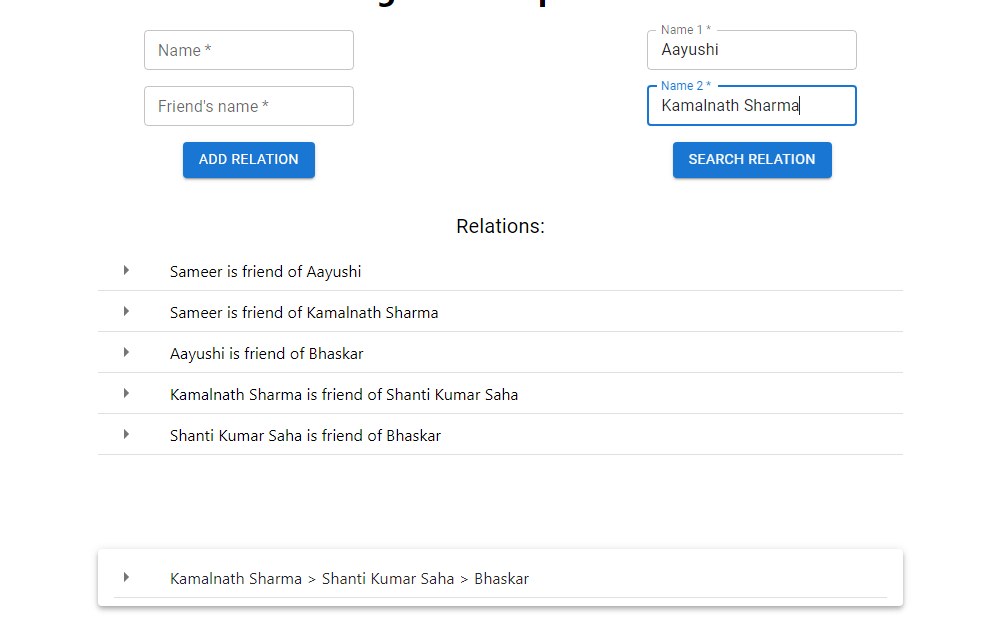 Name *
Name 1 *
Aayushi
Friend's name *
Name 2 *
Kamalnath Sharma
ADD RELATION
SEARCH RELATION
Relations:
Sameer is friend of Aayushi
Sameer is friend of Kamalnath Sharma
Aayushi is friend of Bhaskar
Kamalnath Sharma is friend of Shanti Kumar Saha
Shanti Kumar Saha is friend of Bhaskar
Kamalnath Sharma > Shanti Kumar Saha > Bhaskar